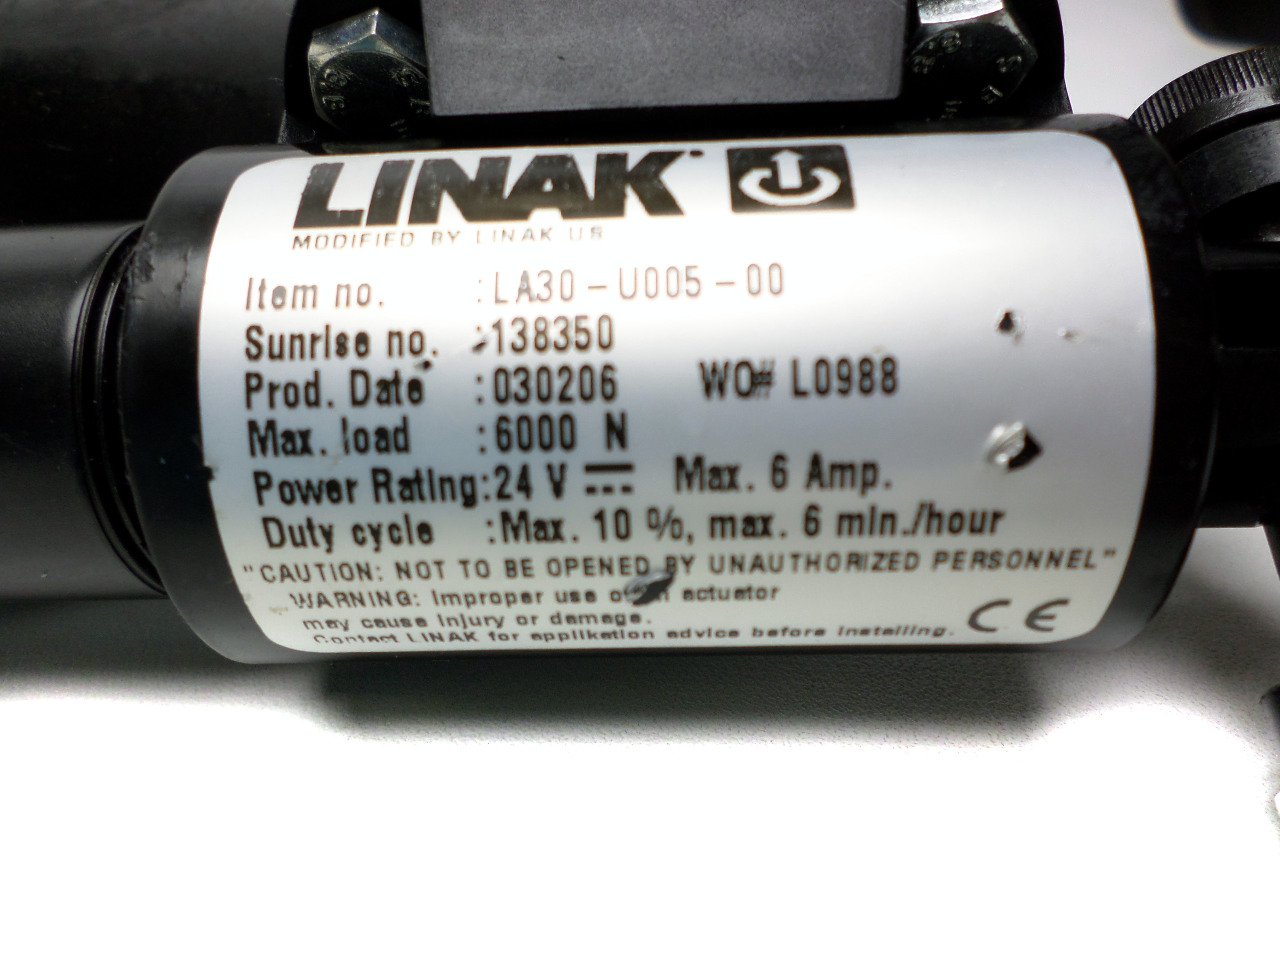 LINAK
MODIFIED BY LINAK US
Item no. :LA30-U005-00
Sunrise no. :138350
Prod. Date :030206 WO# L0988
Max. load :6000 N
Power Rating:24 V Max. 6 Amp.
Duty cycle :Max. 10 %, max. 6 min./hour
"CAUTION: NOT TO BE OPENED BY UNAUTHORIZED PERSONNEL"
WARNING: Improper use actuator
may cause injury or damage.
Contact LINAK for applikation advice before installing. CE